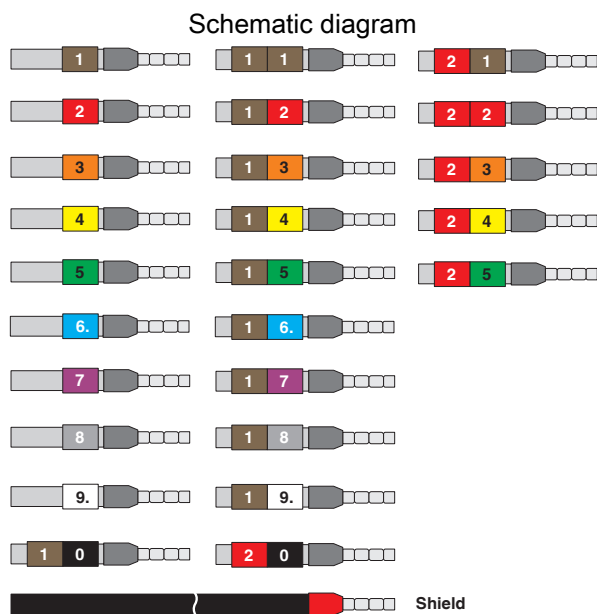 Schematic diagram
1 1 1 2 1
2 1 2 2 2
3 1 3 2 3
4 1 4 2 4
5 1 5 2 5
6. 1 6.
7 1 7
8 1 8
9. 1 9.
1 0 2 0
Shield